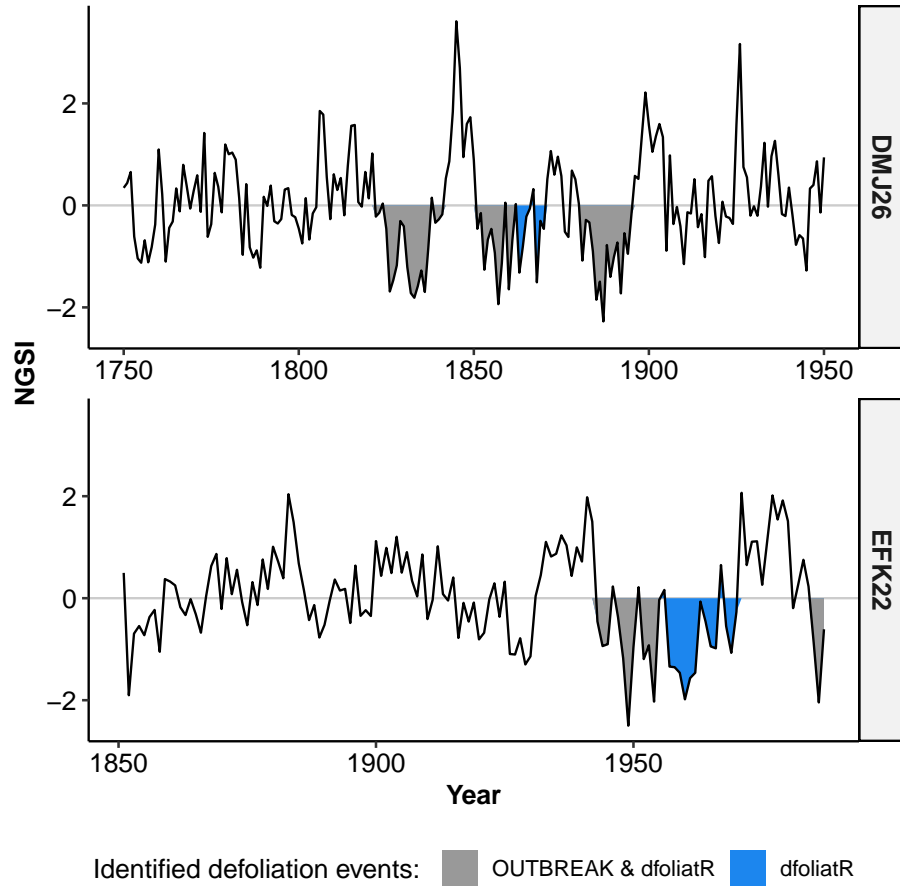 2
0
−2
1750 1800 1850 1900 1950
DMJ26
NGSI
2
0
−2
1850 1900 1950
EFK22
Year
Identified defoliation events: OUTBREAK & dfoliatR dfoliatR